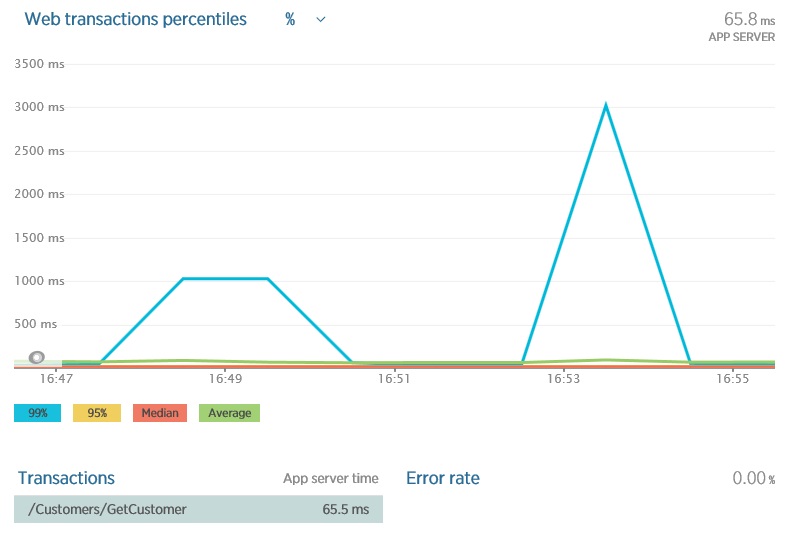 Web transactions percentiles %
65.8 ms
APP SERVER
3500 ms
3000 ms
2500 ms
2000 ms
1500 ms
1000 ms
500 ms
16:47 16:49 16:51 16:53 16:55
99% 95% Median Average
Transactions App server time
/Customers/GetCustomer 65.5 ms
Error rate 0.00 %